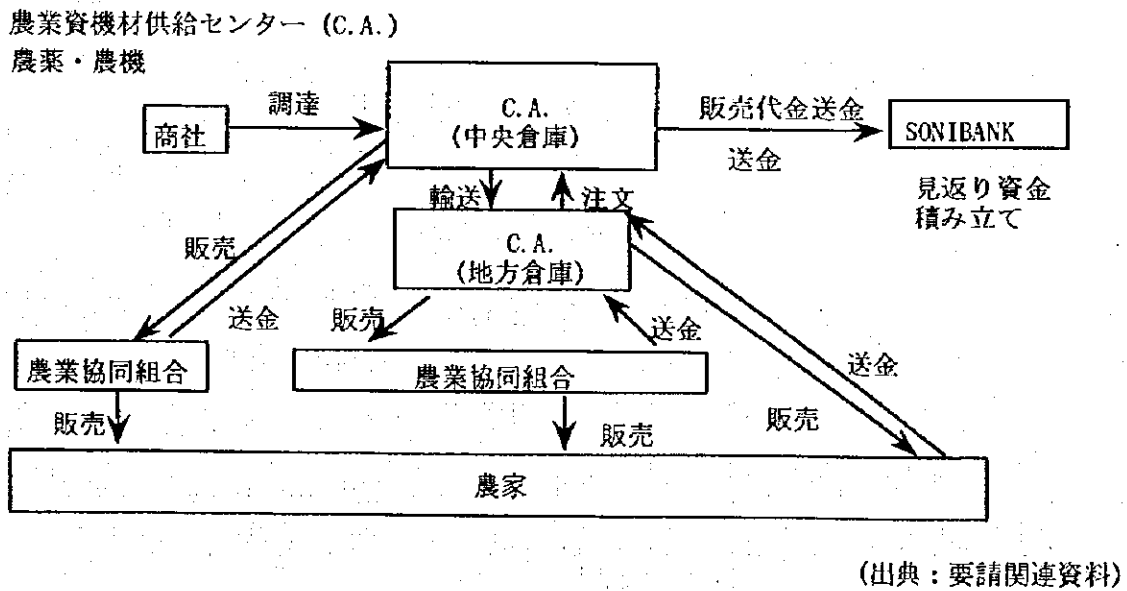 農業資機材供給センター (C.A.)
農薬・農機
商社
調達
C.A.
(中央倉庫)
販売代金送金
送金
SONIBANK
見返り資金
積み立て
輸送
注文
販売
C.A.
(地方倉庫)
送金
販売
送金
農業協同組合
農業協同組合
送金
販売
販売
販売
農家
(出典：要請関連資料)